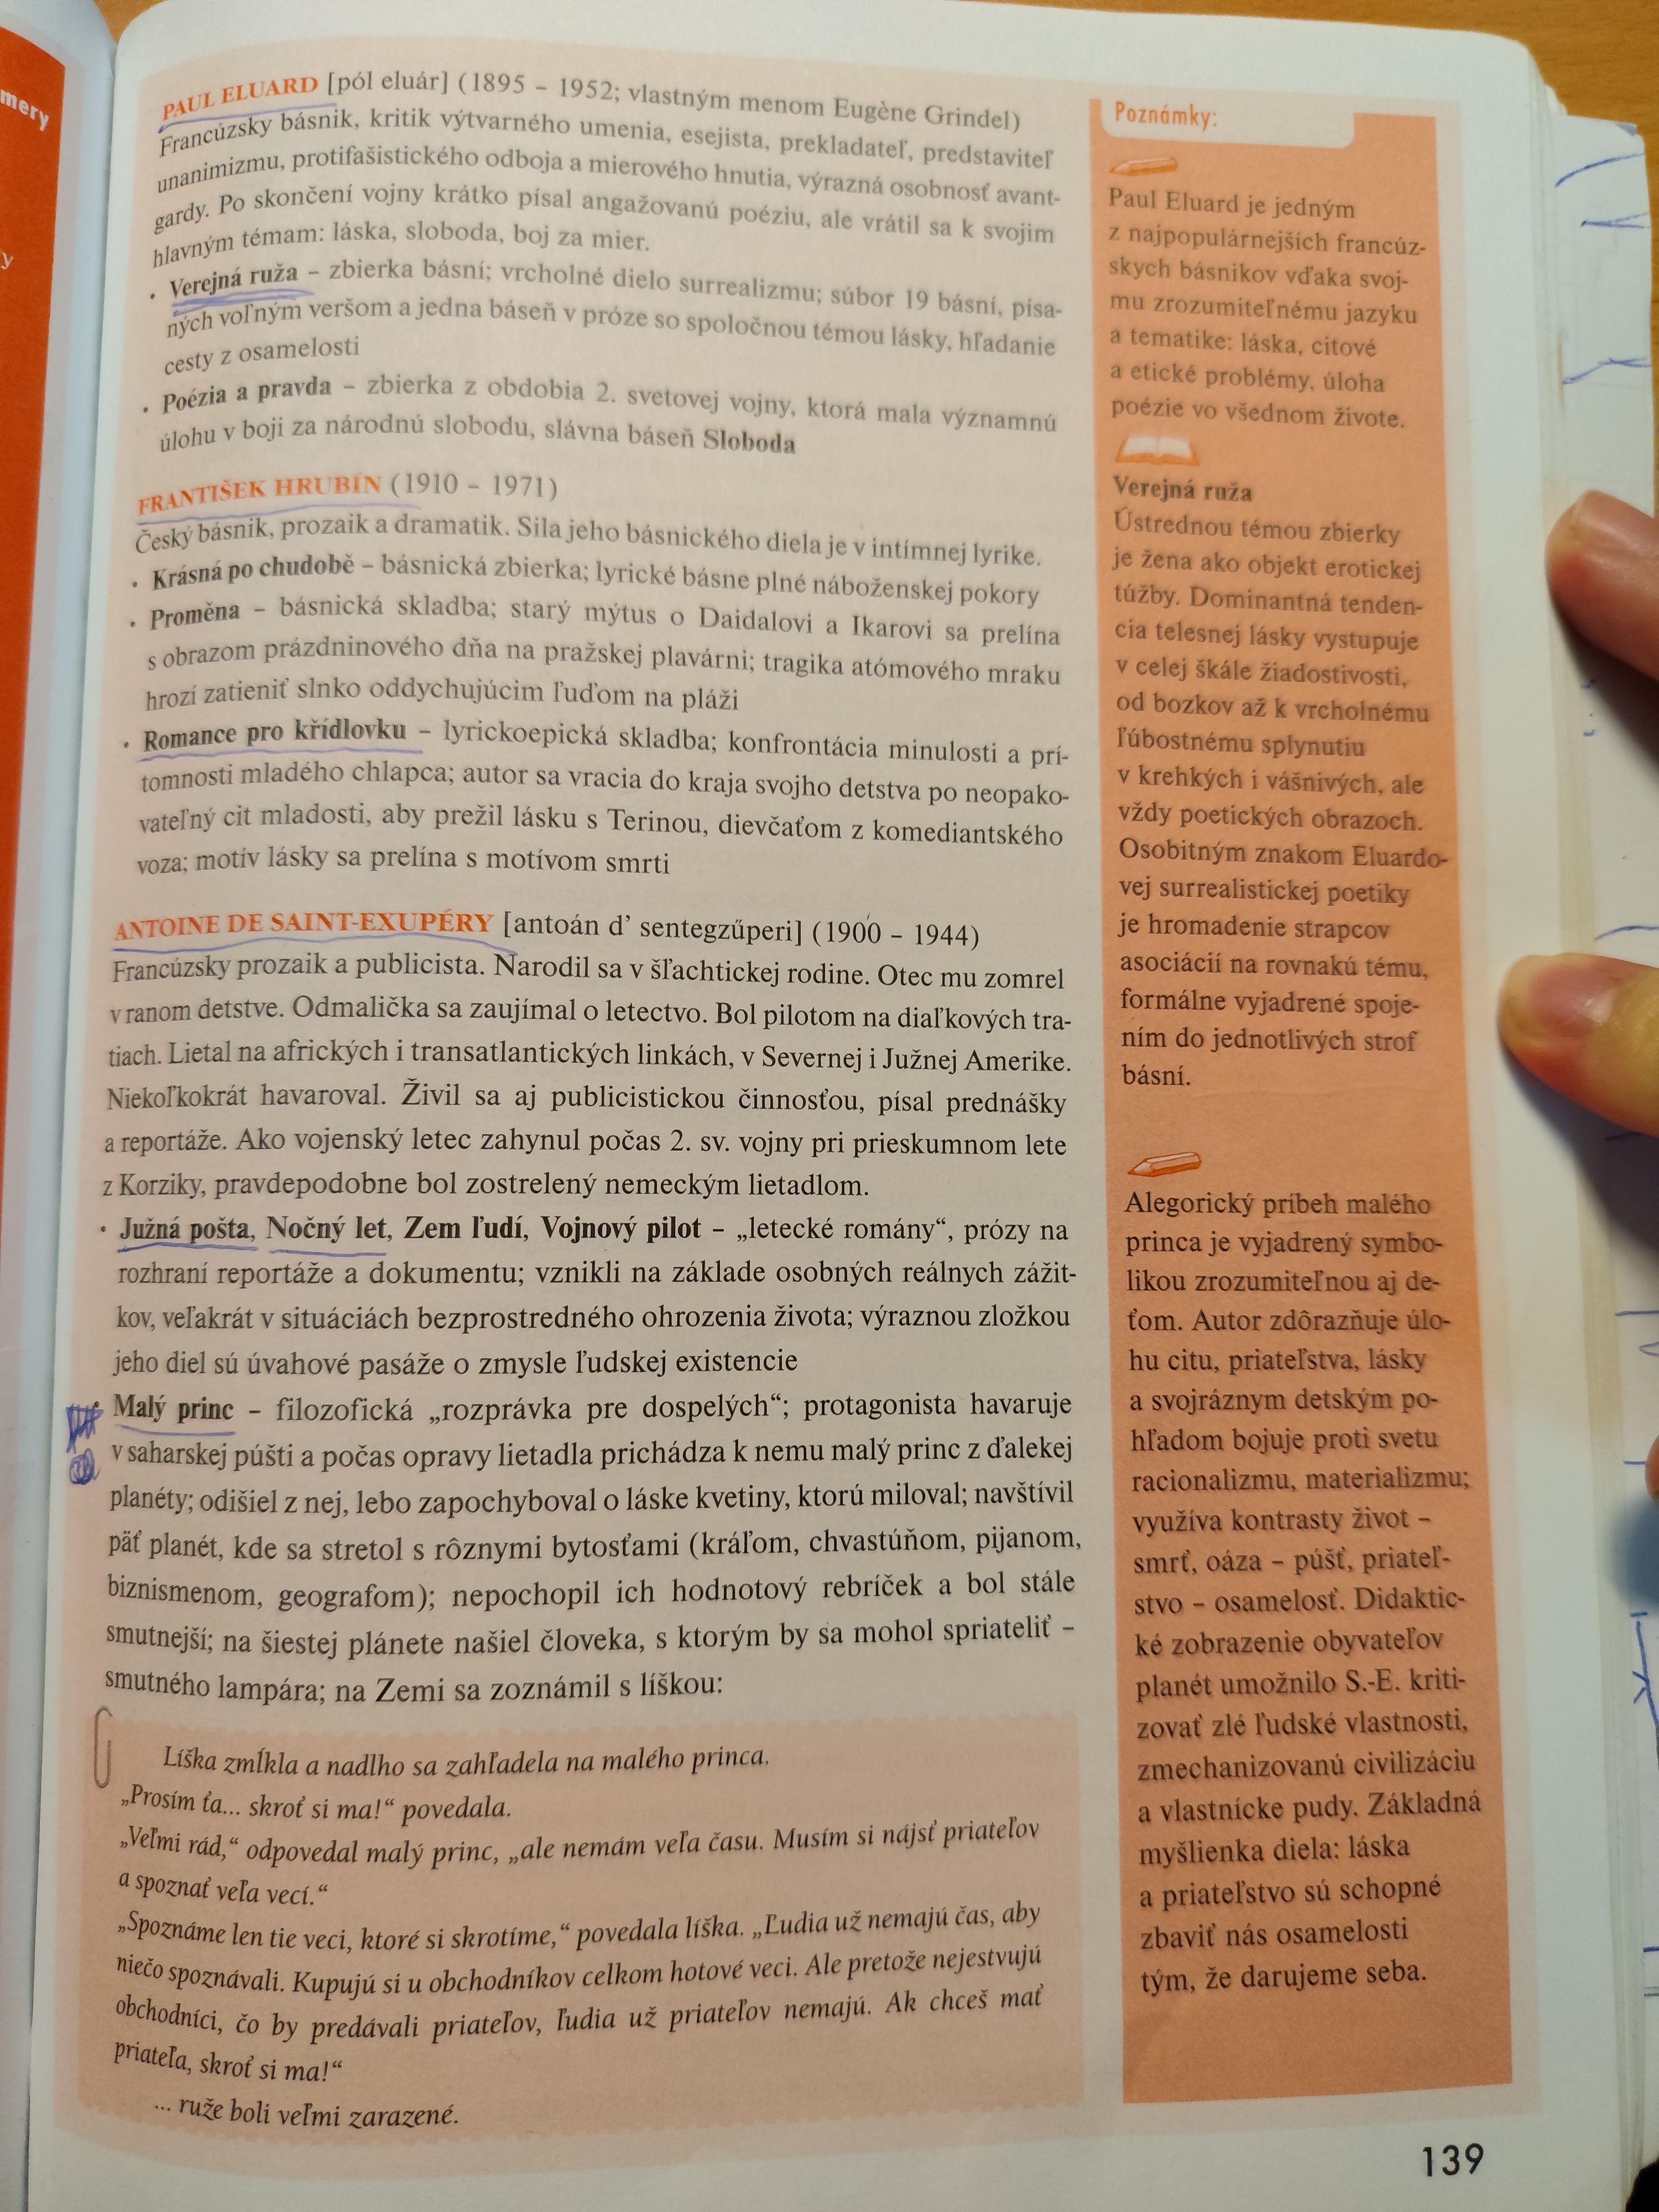 mery
y
PAUL ELUARD [pól eluár] (1895 – 1952; vlastným menom Eugène Grindel)
Francúzsky básnik, kritik výtvarného umenia, esejista, prekladateľ, predstaviteľ
unanimizmu, protifašistického odboja a mierového hnutia, výrazná osobnosť avant-
gardy. Po skončení vojny krátko písal angažovanú poéziu, ale vrátil sa k svojim
hlavným témam: láska, sloboda, boj za mier.
• Verejná ruža – zbierka básní; vrcholné dielo surrealizmu; súbor 19 básní, písa-
ných voľným veršom a jedna báseň v próze so spoločnou témou lásky, hľadanie
cesty z osamelosti
• Poézia a pravda – zbierka z obdobia 2. svetovej vojny, ktorá mala významnú
úlohu v boji za národnú slobodu, slávna báseň Sloboda
FRANTIŠEK HRUBÍN (1910 – 1971)
Český básnik, prozaik a dramatik. Sila jeho básnického diela je v intímnej lyrike.
• Krásná po chudobě – básnická zbierka; lyrické básne plné náboženskej pokory
• Proměna – básnická skladba; starý mýtus o Daidalovi a Ikarovi sa prelína
s obrazom prázdninového dňa na pražskej plavárni; tragika atómového mraku
hrozí zatieniť slnko oddychujúcim ľuďom na pláži
• Romance pro křídlovku – lyrickoepická skladba; konfrontácia minulosti a prí-
tomnosti mladého chlapca; autor sa vracia do kraja svojho detstva po neopako-
vateľný cit mladosti, aby prežil lásku s Terinou, dievčaťom z komediantského
voza; motív lásky sa prelína s motívom smrti
ANTOINE DE SAINT-EXUPÉRY [antoán d’ sentegzűperi] (1900 – 1944)
Francúzsky prozaik a publicista. Narodil sa v šľachtickej rodine. Otec mu zomrel
v ranom detstve. Odmalička sa zaujímal o letectvo. Bol pilotom na diaľkových tra-
tiach. Lietal na afrických i transatlantických linkách, v Severnej i Južnej Amerike.
Niekoľkokrát havaroval. Živil sa aj publicistickou činnosťou, písal prednášky
a reportáže. Ako vojenský letec zahynul počas 2. sv. vojny pri prieskumnom lete
z Korziky, pravdepodobne bol zostrelený nemeckým lietadlom.
• Južná pošta, Nočný let, Zem ľudí, Vojnový pilot – „letecké romány“, prózy na
rozhraní reportáže a dokumentu; vznikli na základe osobných reálnych zážit-
kov, veľakrát v situáciách bezprostredného ohrozenia života; výraznou zložkou
jeho diel sú úvahové pasáže o zmysle ľudskej existencie
• Malý princ – filozofická „rozprávka pre dospelých“; protagonista havaruje
v saharskej púšti a počas opravy lietadla prichádza k nemu malý princ z ďalekej
planéty; odišiel z nej, lebo zapochyboval o láske kvetiny, ktorú miloval; navštívil
päť planét, kde sa stretol s rôznymi bytosťami (kráľom, chvastúňom, pijanom,
biznismenom, geografom); nepochopil ich hodnotový rebríček a bol stále
smutnejší; na šiestej plánete našiel človeka, s ktorým by sa mohol spriateliť –
smutného lampára; na Zemi sa zoznámil s líškou:
Líška zmĺkla a nadlho sa zahľadela na malého princa.
„Prosím ťa... skroť si ma!“ povedala.
„Veľmi rád,“ odpovedal malý princ, „ale nemám veľa času. Musím si nájsť priateľov
a spoznať veľa vecí.“
„Spoznáme len tie veci, ktoré si skrotíme,“ povedala líška. „Ľudia už nemajú čas, aby
niečo spoznávali. Kupujú si u obchodníkov celkom hotové veci. Ale pretože nejestvujú
obchodníci, čo by predávali priateľov, ľudia už priateľov nemajú. Ak chceš mať
priateľa, skroť si ma!“
... ruže boli veľmi zarazené.
Poznámky:
Paul Eluard je jedným
z najpopulárnejších francúz-
skych básnikov vďaka svoj-
mu zrozumiteľnému jazyku
a tematike: láska, citové
a etické problémy, úloha
poézie vo všednom živote.
Verejná ruža
Ústrednou témou zbierky
je žena ako objekt erotickej
túžby. Dominantná tenden-
cia telesnej lásky vystupuje
v celej škále žiadostivosti,
od bozkov až k vrcholnému
ľúbostnému splynutiu
v krehkých i vášnivých, ale
vždy poetických obrazoch.
Osobitným znakom Eluardo-
vej surrealistickej poetiky
je hromadenie strapcov
asociácií na rovnakú tému,
formálne vyjadrené spoje-
ním do jednotlivých strof
básní.
Alegorický príbeh malého
princa je vyjadrený symbo-
likou zrozumiteľnou aj de-
ťom. Autor zdôrazňuje úlo-
hu citu, priateľstva, lásky
a svojráznym detským po-
hľadom bojuje proti svetu
racionalizmu, materializmu;
využíva kontrasty život –
smrť, oáza – púšť, priateľ-
stvo – osamelosť. Didaktic-
ké zobrazenie obyvateľov
planét umožnilo S.-E. kriti-
zovať zlé ľudské vlastnosti,
zmechanizovanú civilizáciu
a vlastnícke pudy. Základná
myšlienka diela: láska
a priateľstvo sú schopné
zbaviť nás osamelosti
tým, že darujeme seba.
139